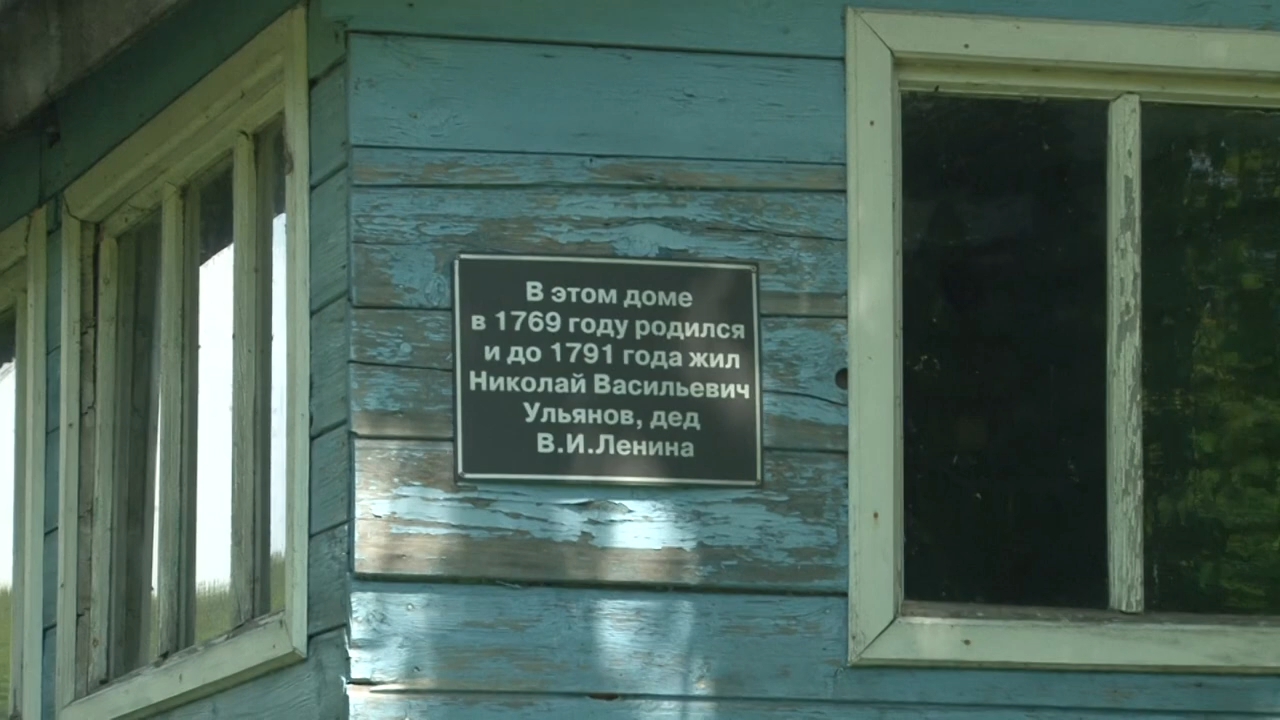 В этом доме
в 1769 году родился
и до 1791 года жил
Николай Васильевич
Ульянов, дед
В.И.Ленина